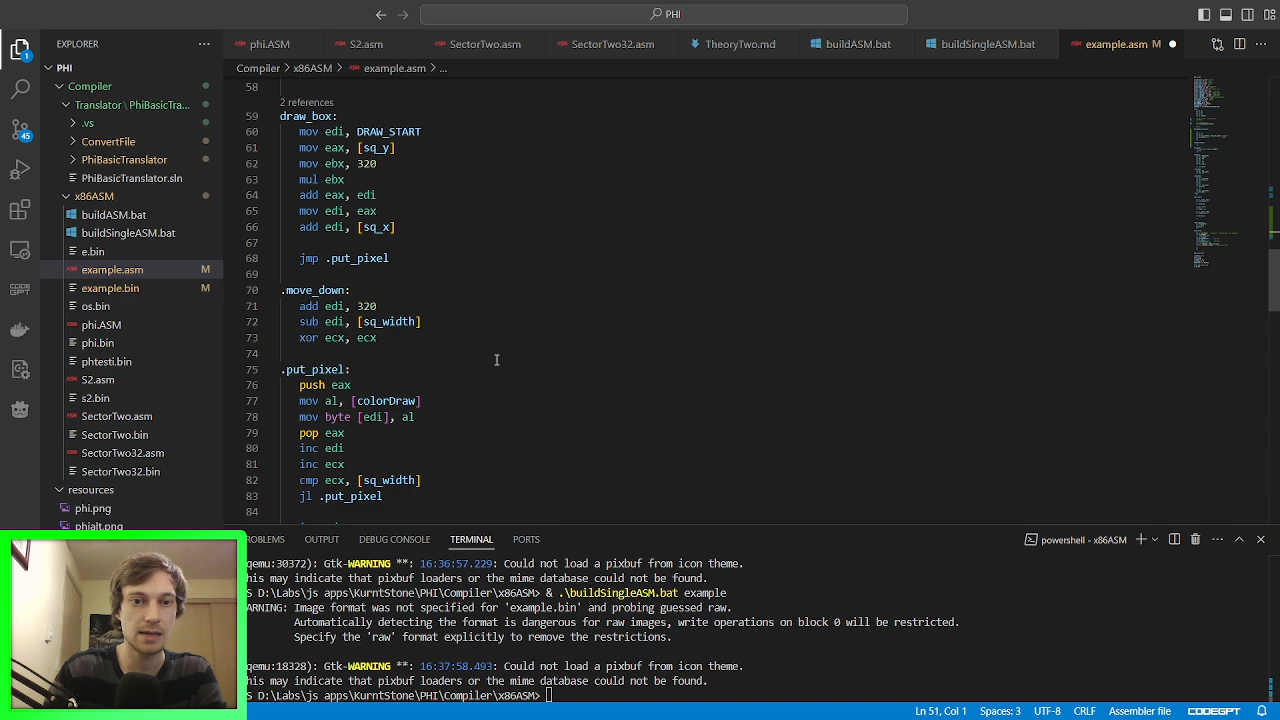 PHI
EXPLORER
phi.ASM
S2.asm
SectorTwo.asm
SectorTwo32.asm
TheoryTwo.md
buildASM.bat
buildSingleASM.bat
example.asm M
PHI
Compiler > x86ASM > example.asm > ...
Compiler
Translator \ PhiBasicTra...
.vs
ConvertFile
PhiBasicTranslator
PhiBasicTranslator.sln
x86ASM
buildASM.bat
buildSingleASM.bat
e.bin
example.asm M
example.bin M
os.bin
phi.ASM
phi.bin
phtesti.bin
S2.asm
s2.bin
SectorTwo.asm
SectorTwo.bin
SectorTwo32.asm
SectorTwo32.bin
resources
phi.png
phialt.png
1
45
CODE
GPT
58
2 references
59 draw_box:
60 mov edi, DRAW_START
61 mov eax, [sq_y]
62 mov ebx, 320
63 mul ebx
64 add eax, edi
65 mov edi, eax
66 add edi, [sq_x]
67
68 jmp .put_pixel
69
70 .move_down:
71 add edi, 320
72 sub edi, [sq_width]
73 xor ecx, ecx
74
75 .put_pixel:
76 push eax
77 mov al, [colorDraw]
78 mov byte [edi], al
79 pop eax
80 inc edi
81 inc ecx
82 cmp ecx, [sq_width]
83 jl .put_pixel
84
ROBLEMS OUTPUT DEBUG CONSOLE TERMINAL PORTS
powershell - x86ASM
qemu:30372): Gtk-WARNING **: 16:36:57.229: Could not load a pixbuf from icon theme.
his may indicate that pixbuf loaders or the mime database could not be found.
S D:\Labs\js apps\KurntStone\PHI\Compiler\x86ASM> & .\buildSingleASM.bat example
ARNING: Image format was not specified for 'example.bin' and probing guessed raw.
Automatically detecting the format is dangerous for raw images, write operations on block 0 will be restricted.
Specify the 'raw' format explicitly to remove the restrictions.
qemu:18328): Gtk-WARNING **: 16:37:58.493: Could not load a pixbuf from icon theme.
his may indicate that pixbuf loaders or the mime database could not be found.
S D:\Labs\js apps\KurntStone\PHI\Compiler\x86ASM>
Ln 51, Col 1 Spaces: 3 UTF-8 CRLF Assembler file CODEGPT